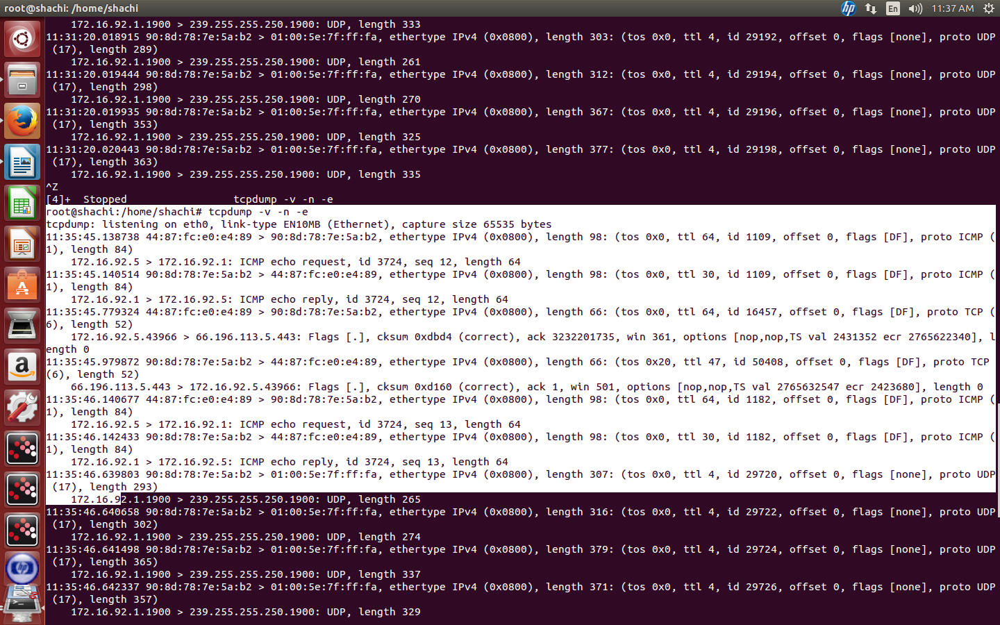 root@shachi: /home/shachi
hp
En
11:37 AM
172.16.92.1.1900 > 239.255.255.250.1900: UDP, length 333
11:31:20.018915 90:8d:78:7e:5a:b2 > 01:00:5e:7f:ff:fa, ethertype IPv4 (0x0800), length 303: (tos 0x0, ttl 4, id 29192, offset 0, flags [none], proto UDP
(17), length 289)
172.16.92.1.1900 > 239.255.255.250.1900: UDP, length 261
11:31:20.019444 90:8d:78:7e:5a:b2 > 01:00:5e:7f:ff:fa, ethertype IPv4 (0x0800), length 312: (tos 0x0, ttl 4, id 29194, offset 0, flags [none], proto UDP
(17), length 298)
172.16.92.1.1900 > 239.255.255.250.1900: UDP, length 270
11:31:20.019935 90:8d:78:7e:5a:b2 > 01:00:5e:7f:ff:fa, ethertype IPv4 (0x0800), length 367: (tos 0x0, ttl 4, id 29196, offset 0, flags [none], proto UDP
(17), length 353)
172.16.92.1.1900 > 239.255.255.250.1900: UDP, length 325
11:31:20.020443 90:8d:78:7e:5a:b2 > 01:00:5e:7f:ff:fa, ethertype IPv4 (0x0800), length 377: (tos 0x0, ttl 4, id 29198, offset 0, flags [none], proto UDP
(17), length 363)
172.16.92.1.1900 > 239.255.255.250.1900: UDP, length 335
^Z
[4]+  Stopped                 tcpdump -v -n -e
root@shachi:/home/shachi# tcpdump -v -n -e
tcpdump: listening on eth0, link-type EN10MB (Ethernet), capture size 65535 bytes
11:35:45.138738 44:87:fc:e0:e4:89 > 90:8d:78:7e:5a:b2, ethertype IPv4 (0x0800), length 98: (tos 0x0, ttl 64, id 1109, offset 0, flags [DF], proto ICMP (
1), length 84)
172.16.92.5 > 172.16.92.1: ICMP echo request, id 3724, seq 12, length 64
11:35:45.140514 90:8d:78:7e:5a:b2 > 44:87:fc:e0:e4:89, ethertype IPv4 (0x0800), length 98: (tos 0x0, ttl 30, id 1109, offset 0, flags [DF], proto ICMP (
1), length 84)
172.16.92.1 > 172.16.92.5: ICMP echo reply, id 3724, seq 12, length 64
11:35:45.779324 44:87:fc:e0:e4:89 > 90:8d:78:7e:5a:b2, ethertype IPv4 (0x0800), length 66: (tos 0x0, ttl 64, id 16457, offset 0, flags [DF], proto TCP (
6), length 52)
172.16.92.5.43966 > 66.196.113.5.443: Flags [.], cksum 0xdbd4 (correct), ack 3232201735, win 361, options [nop,nop,TS val 2431352 ecr 2765622340], l
ength 0
11:35:45.979872 90:8d:78:7e:5a:b2 > 44:87:fc:e0:e4:89, ethertype IPv4 (0x0800), length 66: (tos 0x20, ttl 47, id 50408, offset 0, flags [DF], proto TCP
(6), length 52)
66.196.113.5.443 > 172.16.92.5.43966: Flags [.], cksum 0xd160 (correct), ack 1, win 501, options [nop,nop,TS val 2765632547 ecr 2423680], length 0
11:35:46.140677 44:87:fc:e0:e4:89 > 90:8d:78:7e:5a:b2, ethertype IPv4 (0x0800), length 98: (tos 0x0, ttl 64, id 1182, offset 0, flags [DF], proto ICMP (
1), length 84)
172.16.92.5 > 172.16.92.1: ICMP echo request, id 3724, seq 13, length 64
11:35:46.142433 90:8d:78:7e:5a:b2 > 44:87:fc:e0:e4:89, ethertype IPv4 (0x0800), length 98: (tos 0x0, ttl 30, id 1182, offset 0, flags [DF], proto ICMP (
1), length 84)
172.16.92.1 > 172.16.92.5: ICMP echo reply, id 3724, seq 13, length 64
11:35:46.639803 90:8d:78:7e:5a:b2 > 01:00:5e:7f:ff:fa, ethertype IPv4 (0x0800), length 307: (tos 0x0, ttl 4, id 29720, offset 0, flags [none], proto UDP
(17), length 293)
172.16.92.1.1900 > 239.255.255.250.1900: UDP, length 265
11:35:46.640658 90:8d:78:7e:5a:b2 > 01:00:5e:7f:ff:fa, ethertype IPv4 (0x0800), length 316: (tos 0x0, ttl 4, id 29722, offset 0, flags [none], proto UDP
(17), length 302)
172.16.92.1.1900 > 239.255.255.250.1900: UDP, length 274
11:35:46.641498 90:8d:78:7e:5a:b2 > 01:00:5e:7f:ff:fa, ethertype IPv4 (0x0800), length 379: (tos 0x0, ttl 4, id 29724, offset 0, flags [none], proto UDP
(17), length 365)
172.16.92.1.1900 > 239.255.255.250.1900: UDP, length 337
11:35:46.642337 90:8d:78:7e:5a:b2 > 01:00:5e:7f:ff:fa, ethertype IPv4 (0x0800), length 371: (tos 0x0, ttl 4, id 29726, offset 0, flags [none], proto UDP
(17), length 357)
172.16.92.1.1900 > 239.255.255.250.1900: UDP, length 329
a
hp